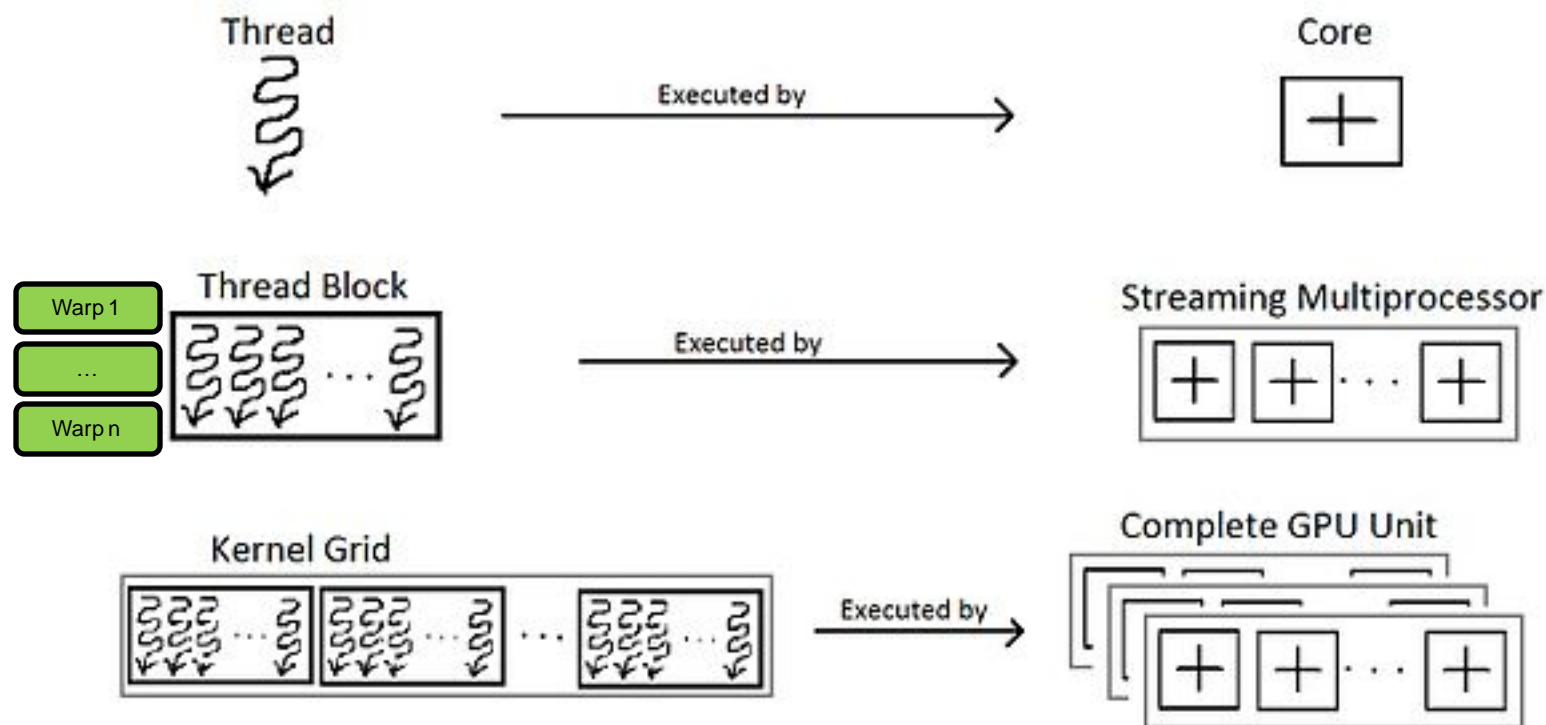 Thread
Core
Executed by
Thread Block
Streaming Multiprocessor
Warp 1
...
Warp n
Executed by
. . .
. . .
Kernel Grid
Complete GPU Unit
Executed by
... ... ... ...
. . .